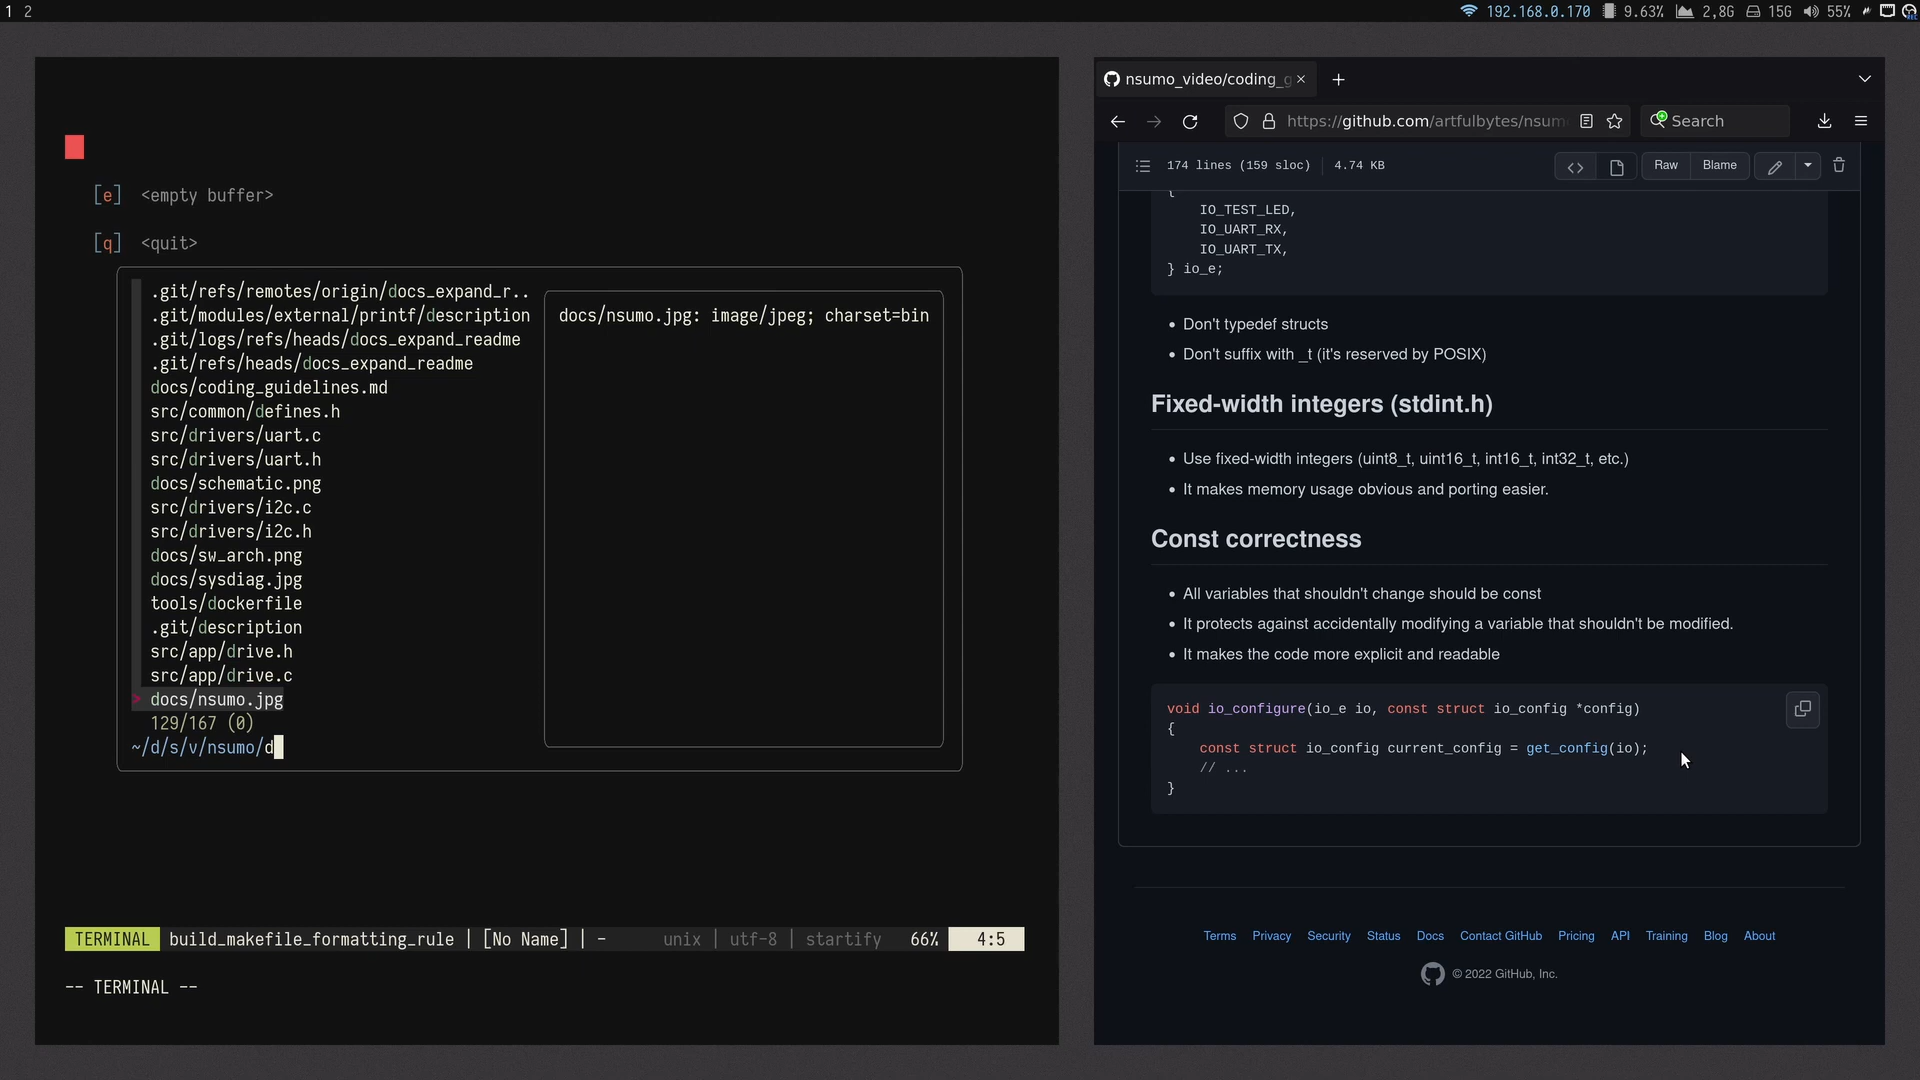 1 2
192.168.0.170 9.63% 2,8G 15G 55%
[e] <empty buffer>
[q] <quit>
.git/refs/remotes/origin/docs_expand_r..
.git/modules/external/printf/description
.git/logs/refs/heads/docs_expand_readme
.git/refs/heads/docs_expand_readme
docs/coding_guidelines.md
src/common/defines.h
src/drivers/uart.c
src/drivers/uart.h
docs/schematic.png
src/drivers/i2c.c
src/drivers/i2c.h
docs/sw_arch.png
docs/sysdiag.jpg
tools/dockerfile
.git/description
src/app/drive.h
src/app/drive.c
> docs/nsumo.jpg
129/167 (0)
~/d/s/v/nsumo/d
docs/nsumo.jpg: image/jpeg; charset=bin
TERMINAL build_makefile_formatting_rule | [No Name] | - unix | utf-8 | startify 66% 4:5
-- TERMINAL --
nsumo_video/coding_g
https://github.com/artfulbytes/nsum Search
174 lines (159 sloc) 4.74 KB Raw Blame
{
IO_TEST_LED,
IO_UART_RX,
IO_UART_TX,
} io_e;
• Don't typedef structs
• Don't suffix with _t (it's reserved by POSIX)
Fixed-width integers (stdint.h)
• Use fixed-width integers (uint8_t, uint16_t, int16_t, int32_t, etc.)
• It makes memory usage obvious and porting easier.
Const correctness
• All variables that shouldn't change should be const
• It protects against accidentally modifying a variable that shouldn't be modified.
• It makes the code more explicit and readable
void io_configure(io_e io, const struct io_config *config)
{
const struct io_config current_config = get_config(io);
// ...
}
Terms Privacy Security Status Docs Contact GitHub Pricing API Training Blog About
© 2022 GitHub, Inc.